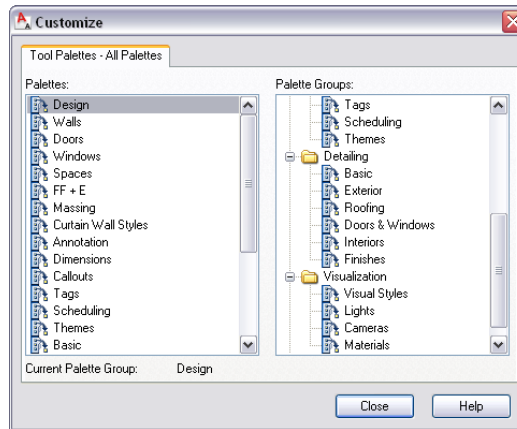 Customize
Tool Palettes - All Palettes
Palettes:
Design
Walls
Doors
Windows
Spaces
FF + E
Massing
Curtain Wall Styles
Annotation
Dimensions
Callouts
Tags
Scheduling
Themes
Basic
Palette Groups:
Tags
Scheduling
Themes
Detailing
Basic
Exterior
Roofing
Doors & Windows
Interiors
Finishes
Visualization
Visual Styles
Lights
Cameras
Materials
Current Palette Group: Design
Close
Help